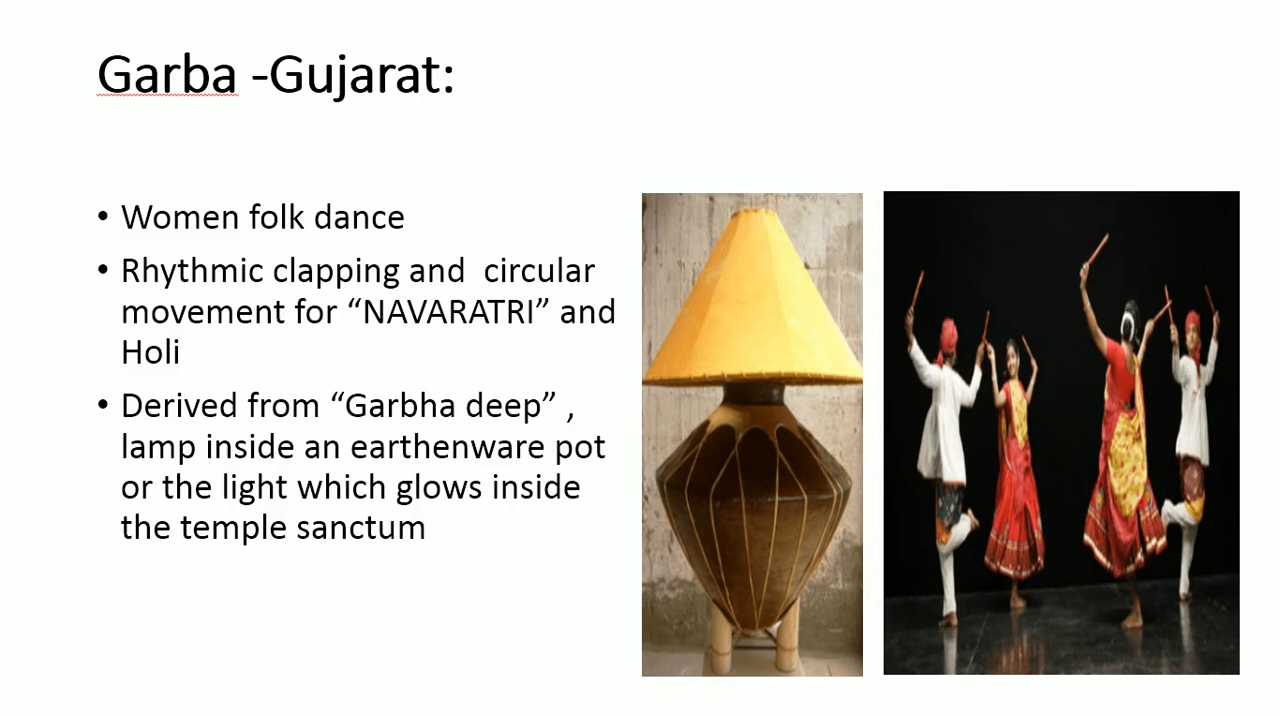 Garba -Gujarat:
• Women folk dance
• Rhythmic clapping and  circular
movement for “NAVARATRI” and
Holi
• Derived from “Garbha deep” ,
lamp inside an earthenware pot
or the light which glows inside
the temple sanctum